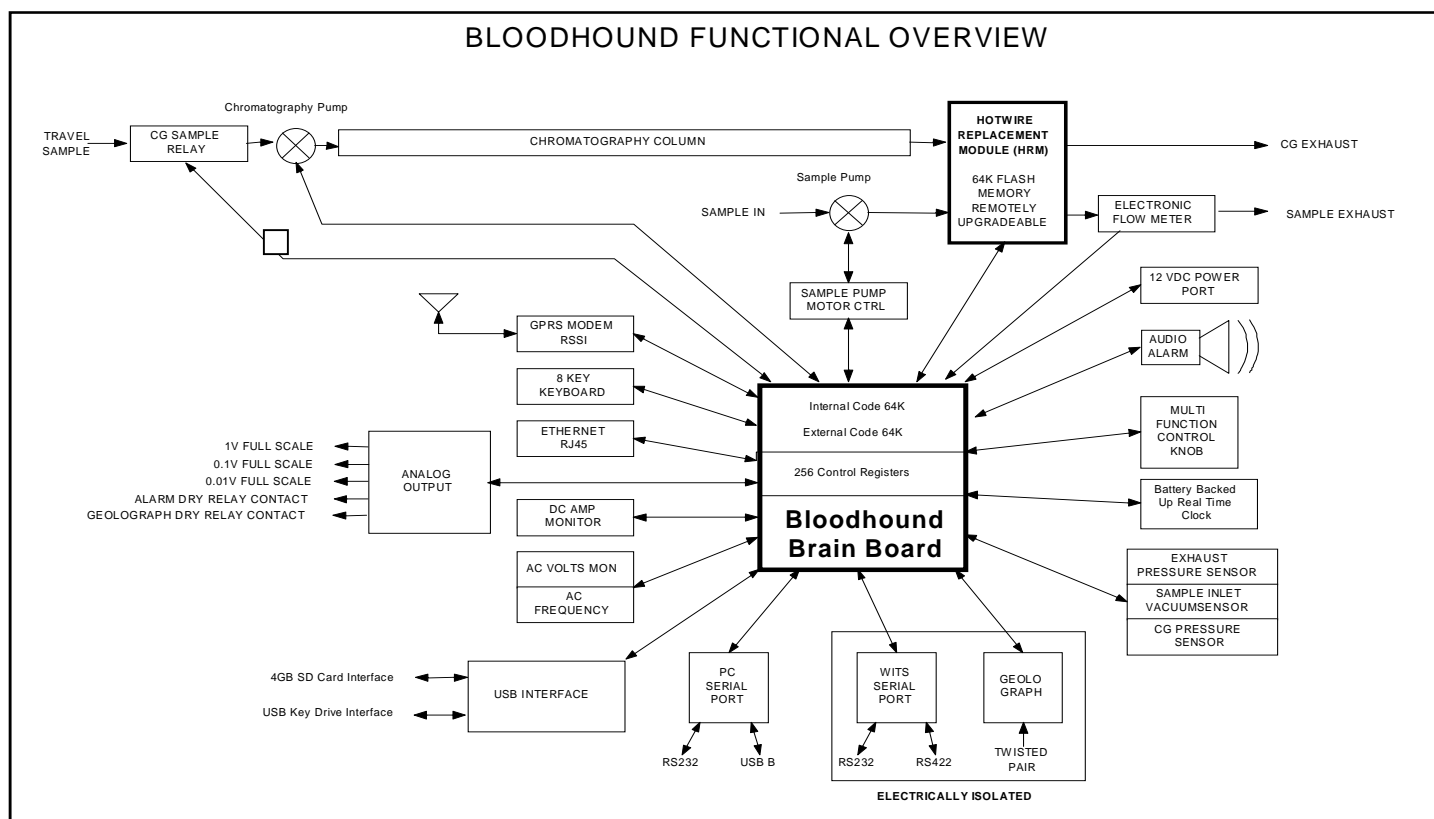 BLOODHOUND FUNCTIONAL OVERVIEW
Chromatography Pump
TRAVEL
SAMPLE
CG SAMPLE
RELAY
CHROMATOGRAPHY COLUMN
HOTWIRE
REPLACEMENT
MODULE (HRM)
64K FLASH
MEMORY
REMOTELY
UPGRADEABLE
CG EXHAUST
Sample Pump
SAMPLE IN
ELECTRONIC
FLOW METER
SAMPLE EXHAUST
SAMPLE PUMP
MOTOR CTRL
12 VDC POWER
PORT
GPRS MODEM
RSSI
AUDIO
ALARM
8 KEY
KEYBOARD
Internal Code 64K
External Code 64K
MULTI
FUNCTION
CONTROL
KNOB
ETHERNET
RJ45
1V FULL SCALE
0.1V FULL SCALE
0.01V FULL SCALE
ALARM DRY RELAY CONTACT
GEOLOGRAPH DRY RELAY CONTACT
ANALOG
OUTPUT
256 Control Registers
Battery Backed
Up Real Time
Clock
DC AMP
MONITOR
Bloodhound
Brain Board
AC VOLTS MON
AC
FREQUENCY
EXHAUST
PRESSURE SENSOR
SAMPLE INLET
VACUUMSENSOR
CG PRESSURE
SENSOR
4GB SD Card Interface
USB Key Drive Interface
USB INTERFACE
PC
SERIAL
PORT
WITS
SERIAL
PORT
GEOLO
GRAPH
RS232
USB B
RS232
RS422
TWISTED
PAIR
ELECTRICALLY ISOLATED